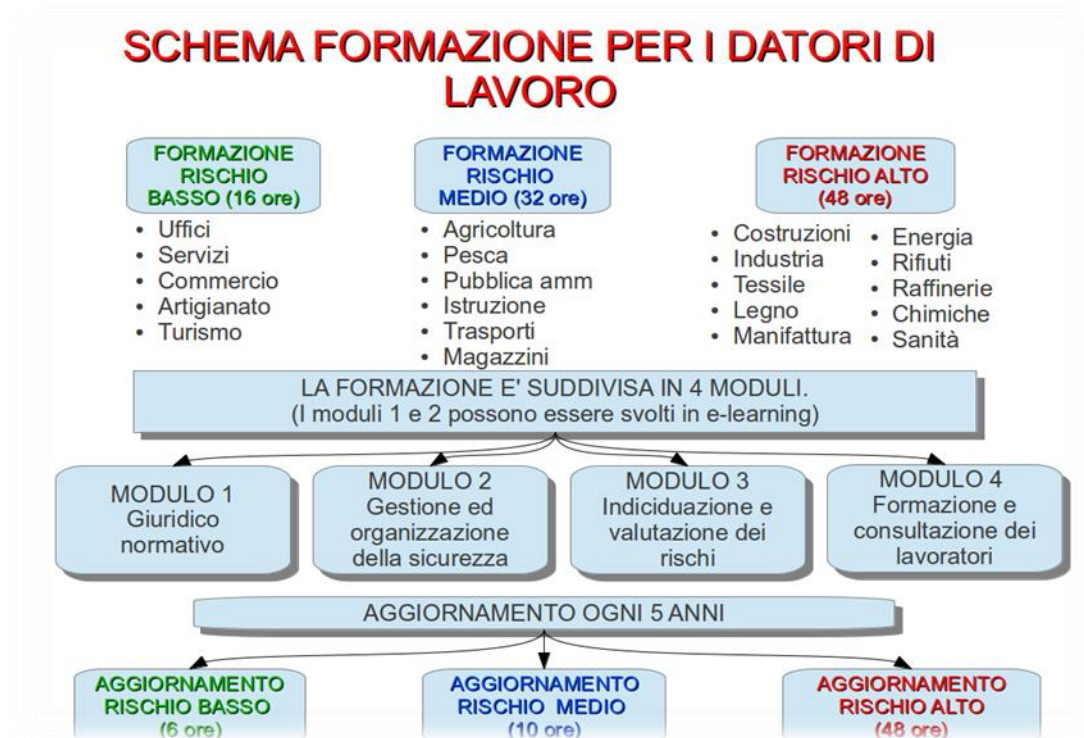 SCHEMA FORMAZIONE PER I DATORI DI
LAVORO
FORMAZIONE
RISCHIO
BASSO (16 ore)
• Uffici
• Servizi
• Commercio
• Artigianato
• Turismo
FORMAZIONE
RISCHIO
MEDIO (32 ore)
• Agricoltura
• Pesca
• Pubblica amm
• Istruzione
• Trasporti
• Magazzini
FORMAZIONE
RISCHIO ALTO
(48 ore)
• Costruzioni
• Industria
• Tessile
• Legno
• Manifattura
• Energia
• Rifiuti
• Raffinerie
• Chimiche
• Sanità
LA FORMAZIONE E' SUDDIVISA IN 4 MODULI.
(I moduli 1 e 2 possono essere svolti in e-learning)
MODULO 1
Giuridico
normativo
MODULO 2
Gestione ed
organizzazione
della sicurezza
MODULO 3
Indiciduazione e
valutazione dei
rischi
MODULO 4
Formazione e
consultazione dei
lavoratori
AGGIORNAMENTO OGNI 5 ANNI
AGGIORNAMENTO
RISCHIO BASSO
(6 ore)
AGGIORNAMENTO
RISCHIO MEDIO
(10 ore)
AGGIORNAMENTO
RISCHIO ALTO
(48 ore)